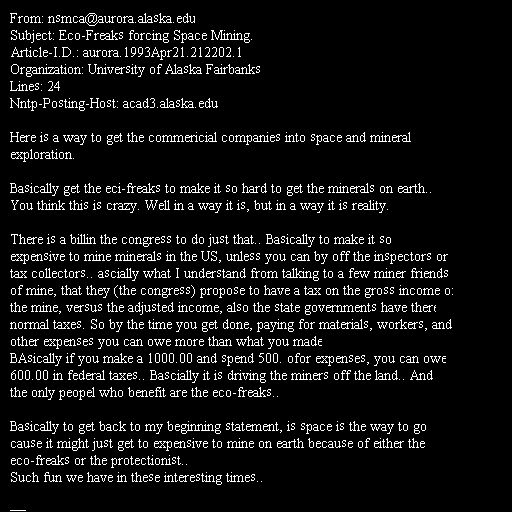 From: nsmca@aurora.alaska.edu
Subject: Eco-Freaks forcing Space Mining.
Article-I.D.: aurora.1993Apr21.212202.1
Organization: University of Alaska Fairbanks
Lines: 24
Nntp-Posting-Host: acad3.alaska.edu
Here is a way to get the commericial companies into space and mineral
exploration.
Basically get the eci-freaks to make it so hard to get the minerals on earth..
You think this is crazy. Well in a way it is, but in a way it is reality.
There is a billin the congress to do just that.. Basically to make it so
expensive to mine minerals in the US, unless you can by off the inspectors or
tax collectors.. ascially what I understand from talking to a few miner friends
of mine, that they (the congress) propose to have a tax on the gross income o:
the mine, versus the adjusted income, also the state governments have there
normal taxes. So by the time you get done, paying for materials, workers, and
other expenses you can owe more than what you made
BAsically if you make a 1000.00 and spend 500. ofor expenses, you can owe
600.00 in federal taxes.. Bascially it is driving the miners off the land.. And
the only peopel who benefit are the eco-freaks..
Basically to get back to my beginning statement, is space is the way to go
cause it might just get to expensive to mine on earth because of either the
eco-freaks or the protectionist..
Such fun we have in these interesting times..